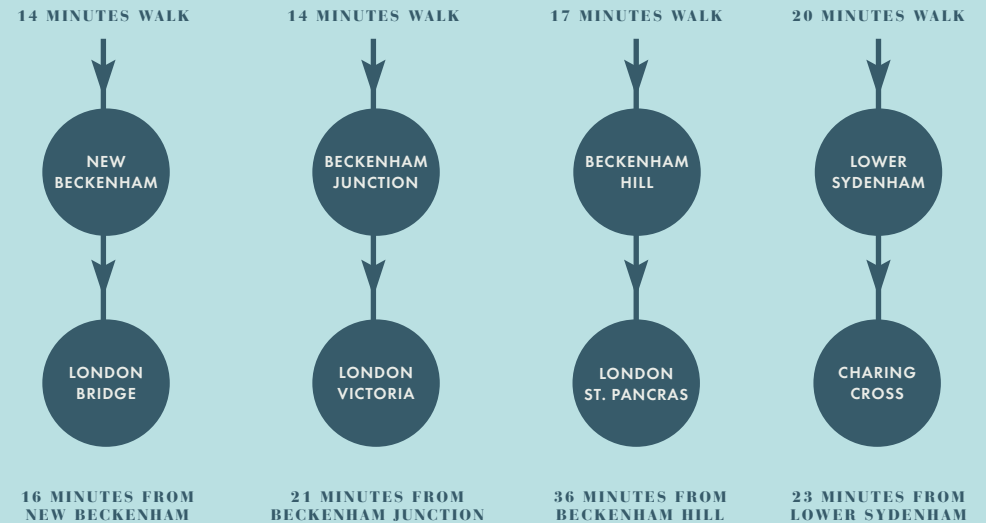 14 MINUTES WALK
NEW
BECKENHAM
LONDON
BRIDGE
16 MINUTES FROM
NEW BECKENHAM
14 MINUTES WALK
BECKENHAM
JUNCTION
LONDON
VICTORIA
21 MINUTES FROM
BECKENHAM JUNCTION
17 MINUTES WALK
BECKENHAM
HILL
LONDON
ST. PANCRAS
36 MINUTES FROM
BECKENHAM HILL
20 MINUTES WALK
LOWER
SYDENHAM
CHARING
CROSS
23 MINUTES FROM
LOWER SYDENHAM